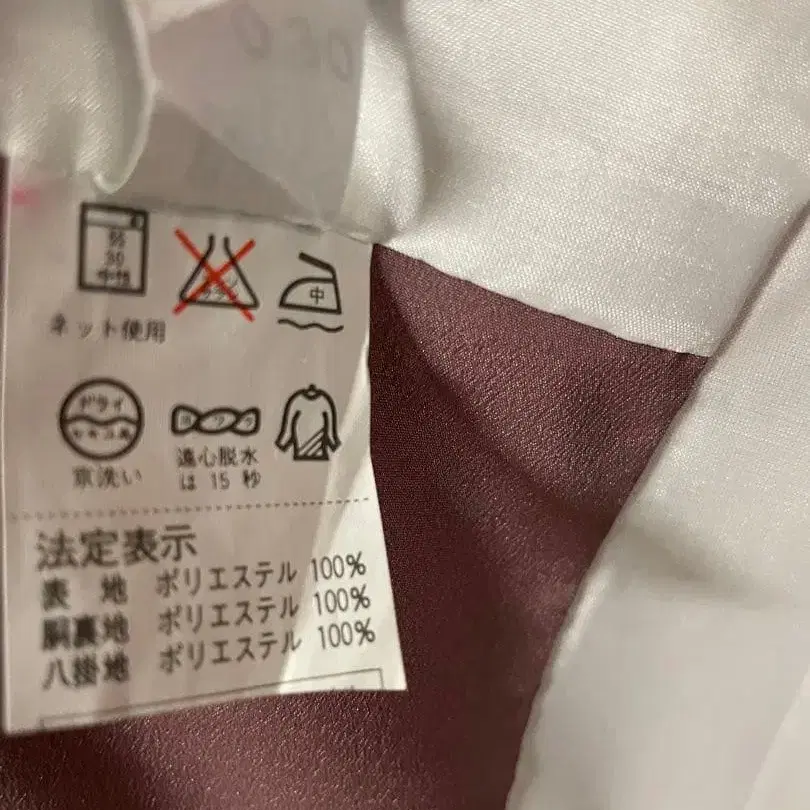 中性
中
ネット使用
ドライ
セキユ系
京洗い
遠心脱水
は 15 秒
法定表示
表 地 ポリエステル 100%
胴裏地 ポリエステル 100%
八掛地 ポリエステル 100%